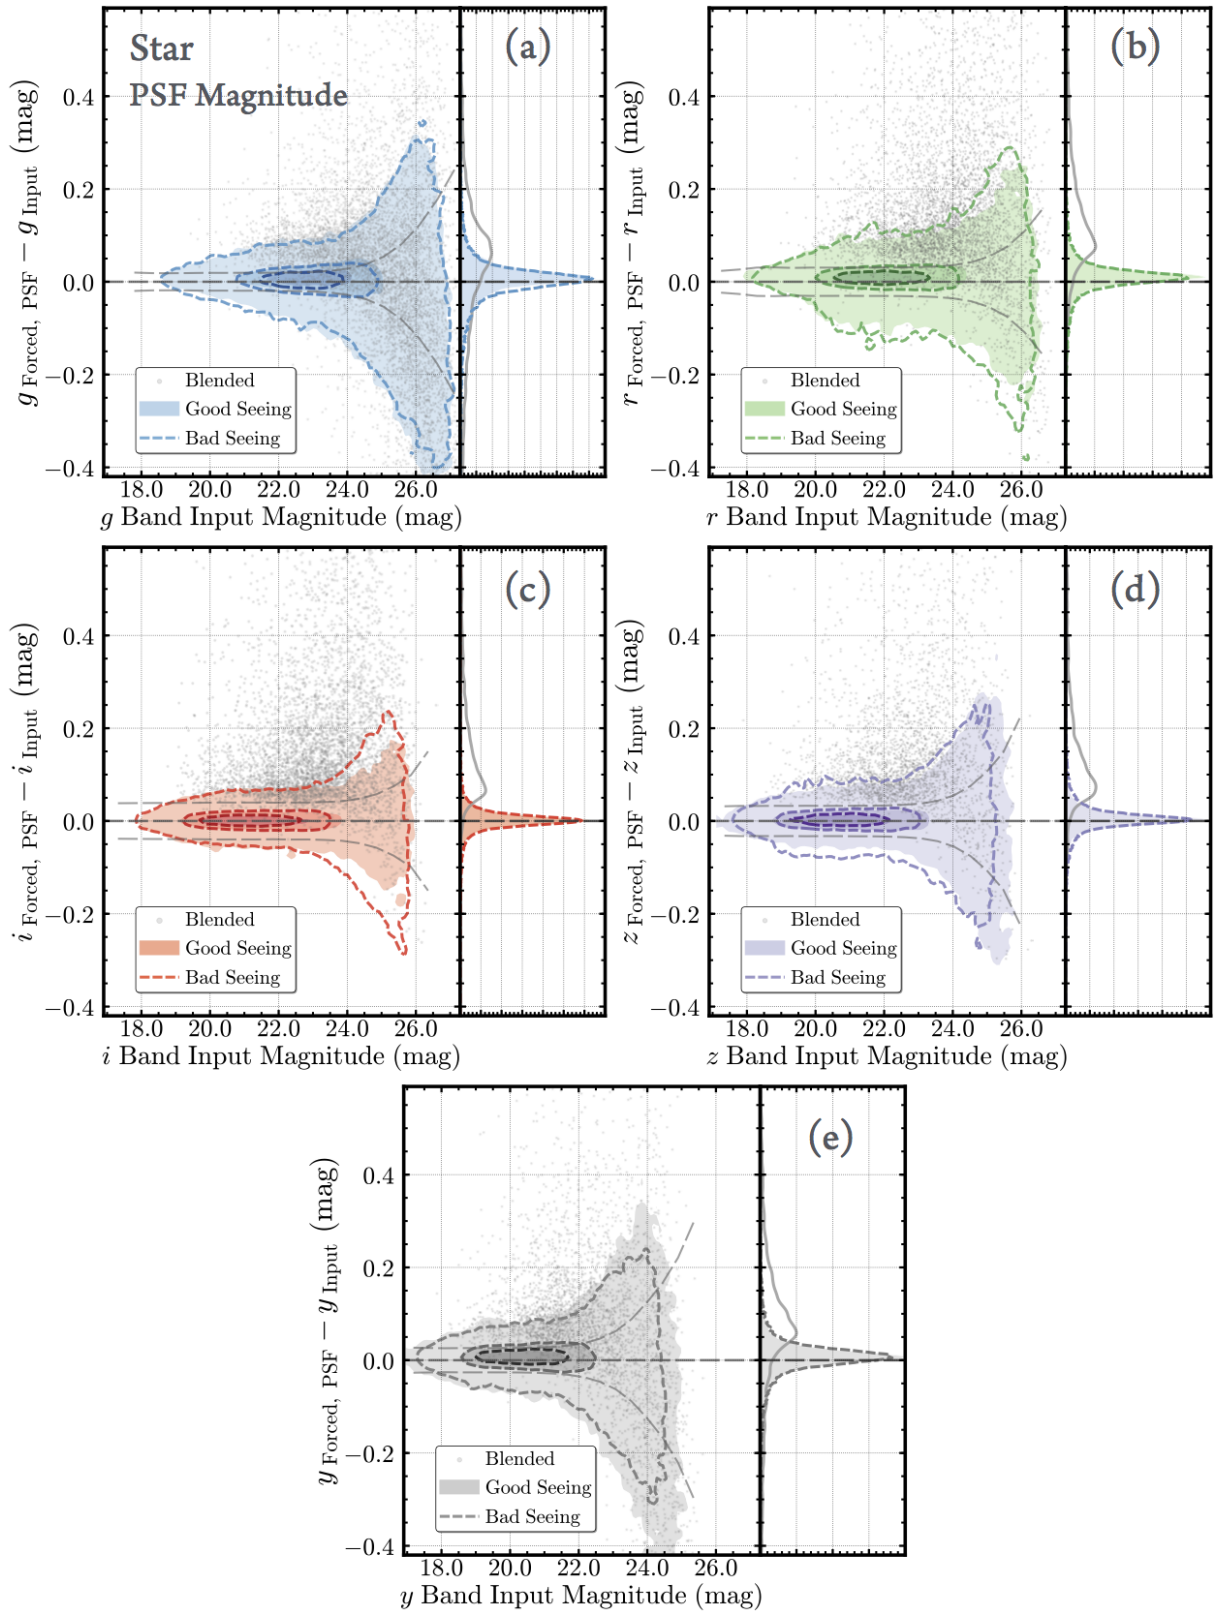 Star
PSF Magnitude
(a)
0.4
0.2
0.0
−0.2
−0.4
g Forced, PSF − g Input (mag)
Blended
Good Seeing
Bad Seeing
18.0 20.0 22.0 24.0 26.0
g Band Input Magnitude (mag)
(b)
0.4
0.2
0.0
−0.2
−0.4
r Forced, PSF − r Input (mag)
Blended
Good Seeing
Bad Seeing
18.0 20.0 22.0 24.0 26.0
r Band Input Magnitude (mag)
(c)
0.4
0.2
0.0
−0.2
−0.4
i Forced, PSF − i Input (mag)
Blended
Good Seeing
Bad Seeing
18.0 20.0 22.0 24.0 26.0
i Band Input Magnitude (mag)
(d)
0.4
0.2
0.0
−0.2
−0.4
z Forced, PSF − z Input (mag)
Blended
Good Seeing
Bad Seeing
18.0 20.0 22.0 24.0 26.0
z Band Input Magnitude (mag)
(e)
0.4
0.2
0.0
−0.2
−0.4
y Forced, PSF − y Input (mag)
Blended
Good Seeing
Bad Seeing
18.0 20.0 22.0 24.0 26.0
y Band Input Magnitude (mag)